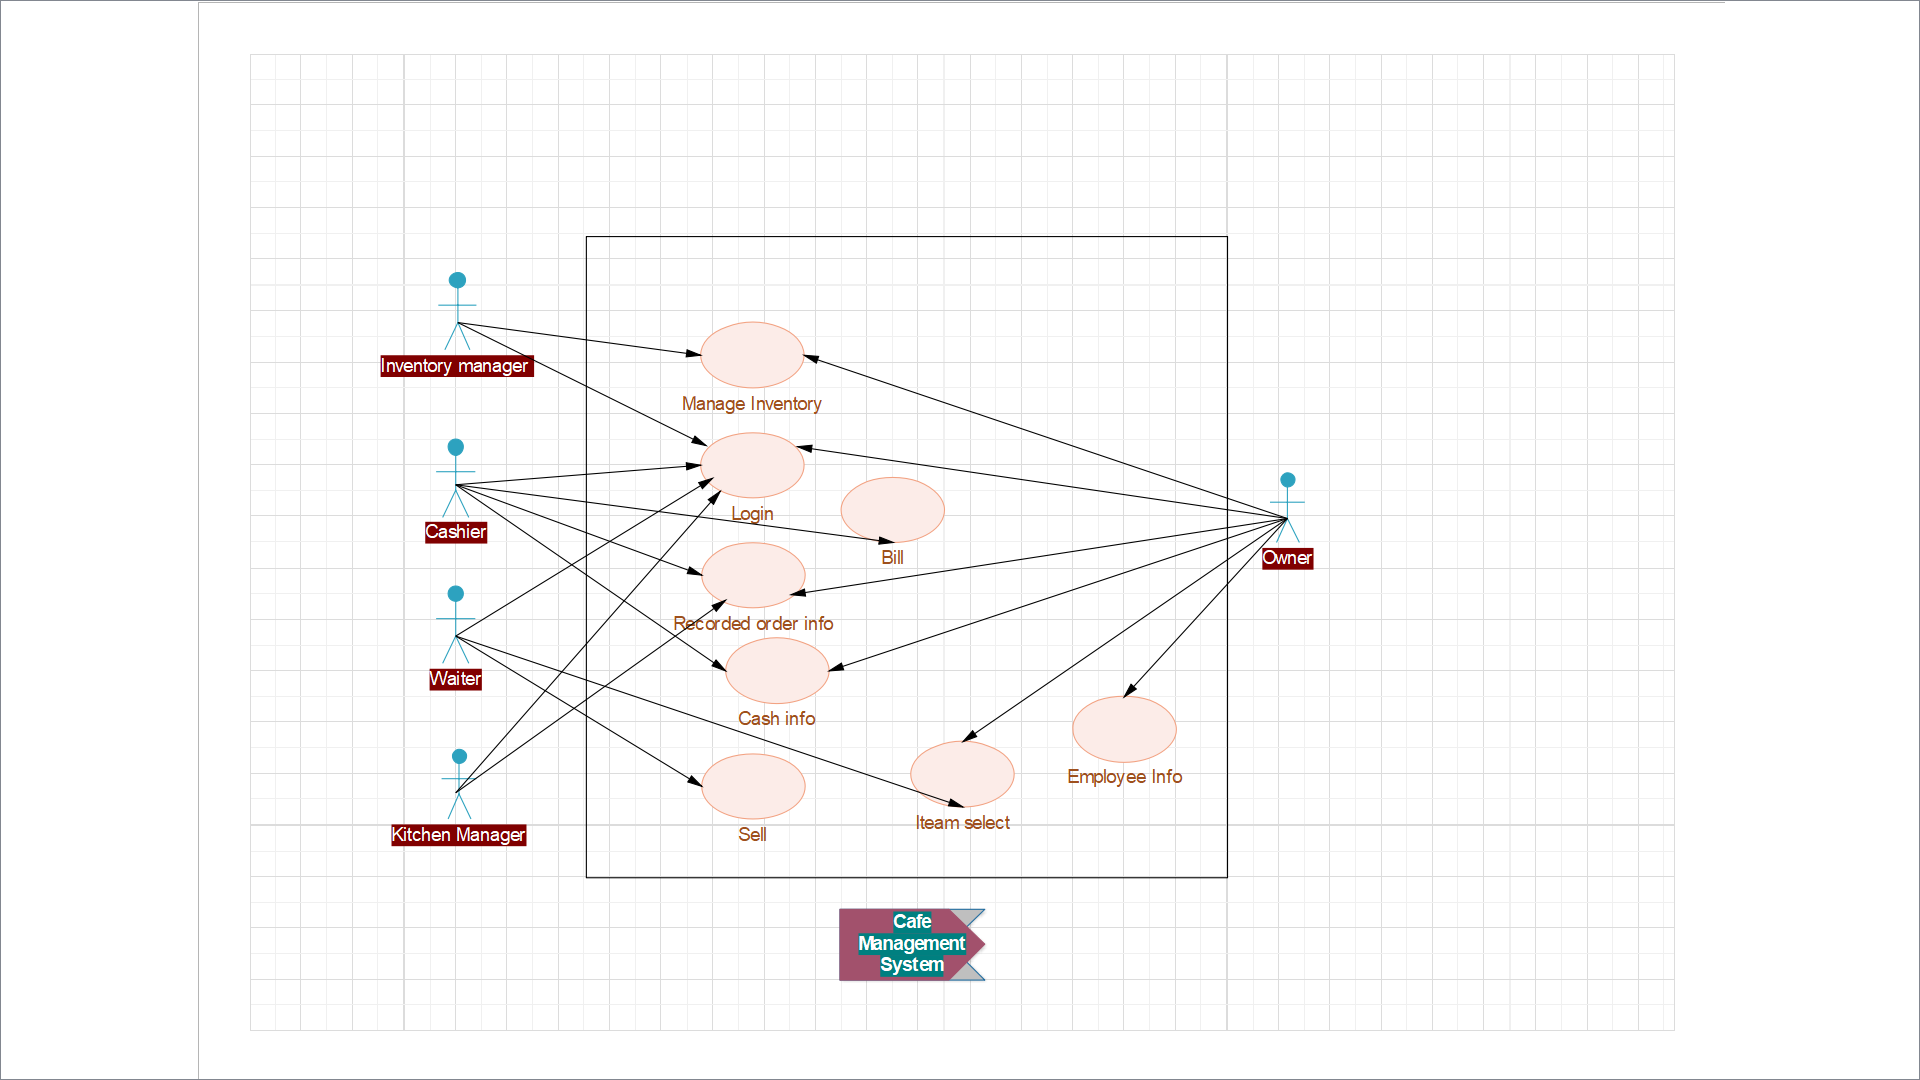 Inventory manager
Manage Inventory
Login
Cashier
Bill
Owner
Recorded order info
Waiter
Cash info
Employee Info
Iteam select
Kitchen Manager
Sell
Cafe
Management
System